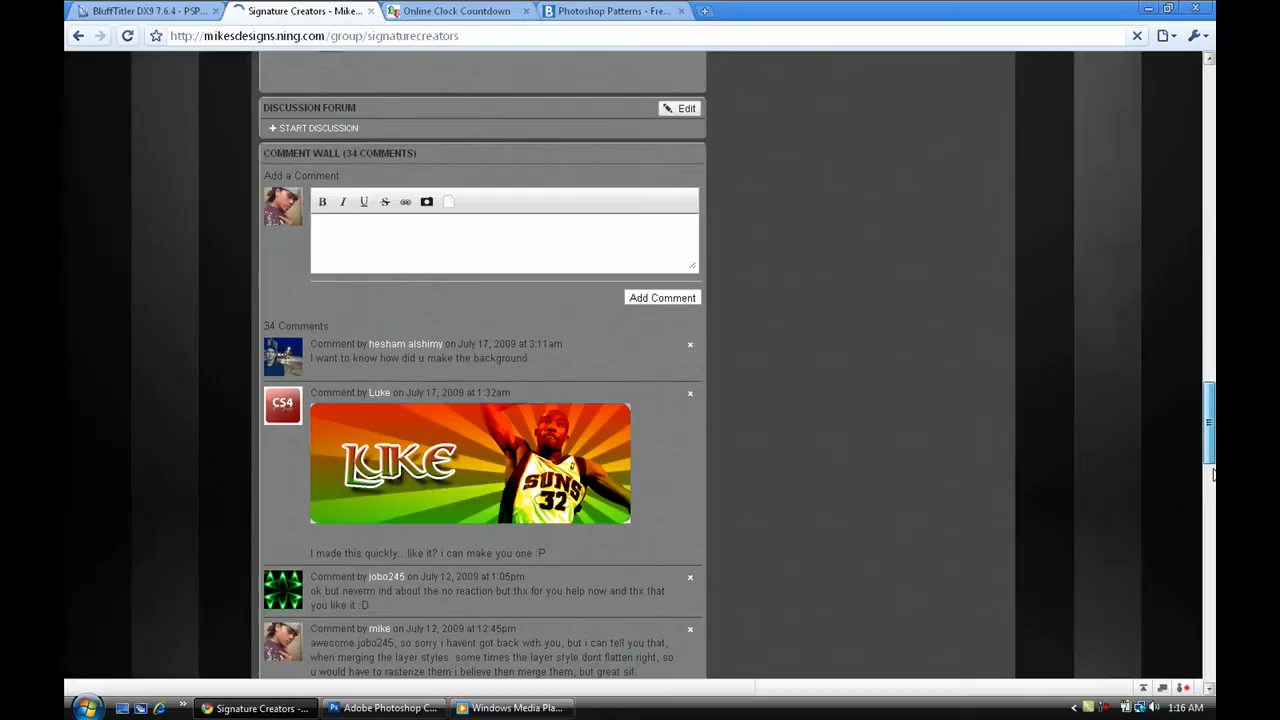 BluffTitler DX9 7.6.4 - PSP...
Signature Creators - Mike...
Online Clock Countdown
Photoshop Patterns - Fre...
http://mikesdesigns.ning.com/group/signaturecreators
DISCUSSION FORUM
Edit
+ START DISCUSSION
COMMENT WALL (34 COMMENTS)
Add a Comment
B I U S
Add Comment
34 Comments
Comment by hesham alshimy on July 17, 2009 at 3:11am
I want to know how did u make the background
Comment by Luke on July 17, 2009 at 1:32am
CS4
LUKE
SUNS
32
I made this quickly.. like it? i can make you one :P
Comment by jobo245 on July 12, 2009 at 1:05pm
ok but neverm ind about the no reaction but thx for you help now and thx that
you like it :D
Comment by mike on July 12, 2009 at 12:45pm
awesome jobo245, so sorry i havent got back with you, but i can tell you that,
when merging the layer styles. some times the layer style dont flatten right, so
u would have to rasterize them i believe then merge them, but great sif,
Signature Creators -...
Adobe Photoshop C...
Windows Media Pla...
1:16 AM